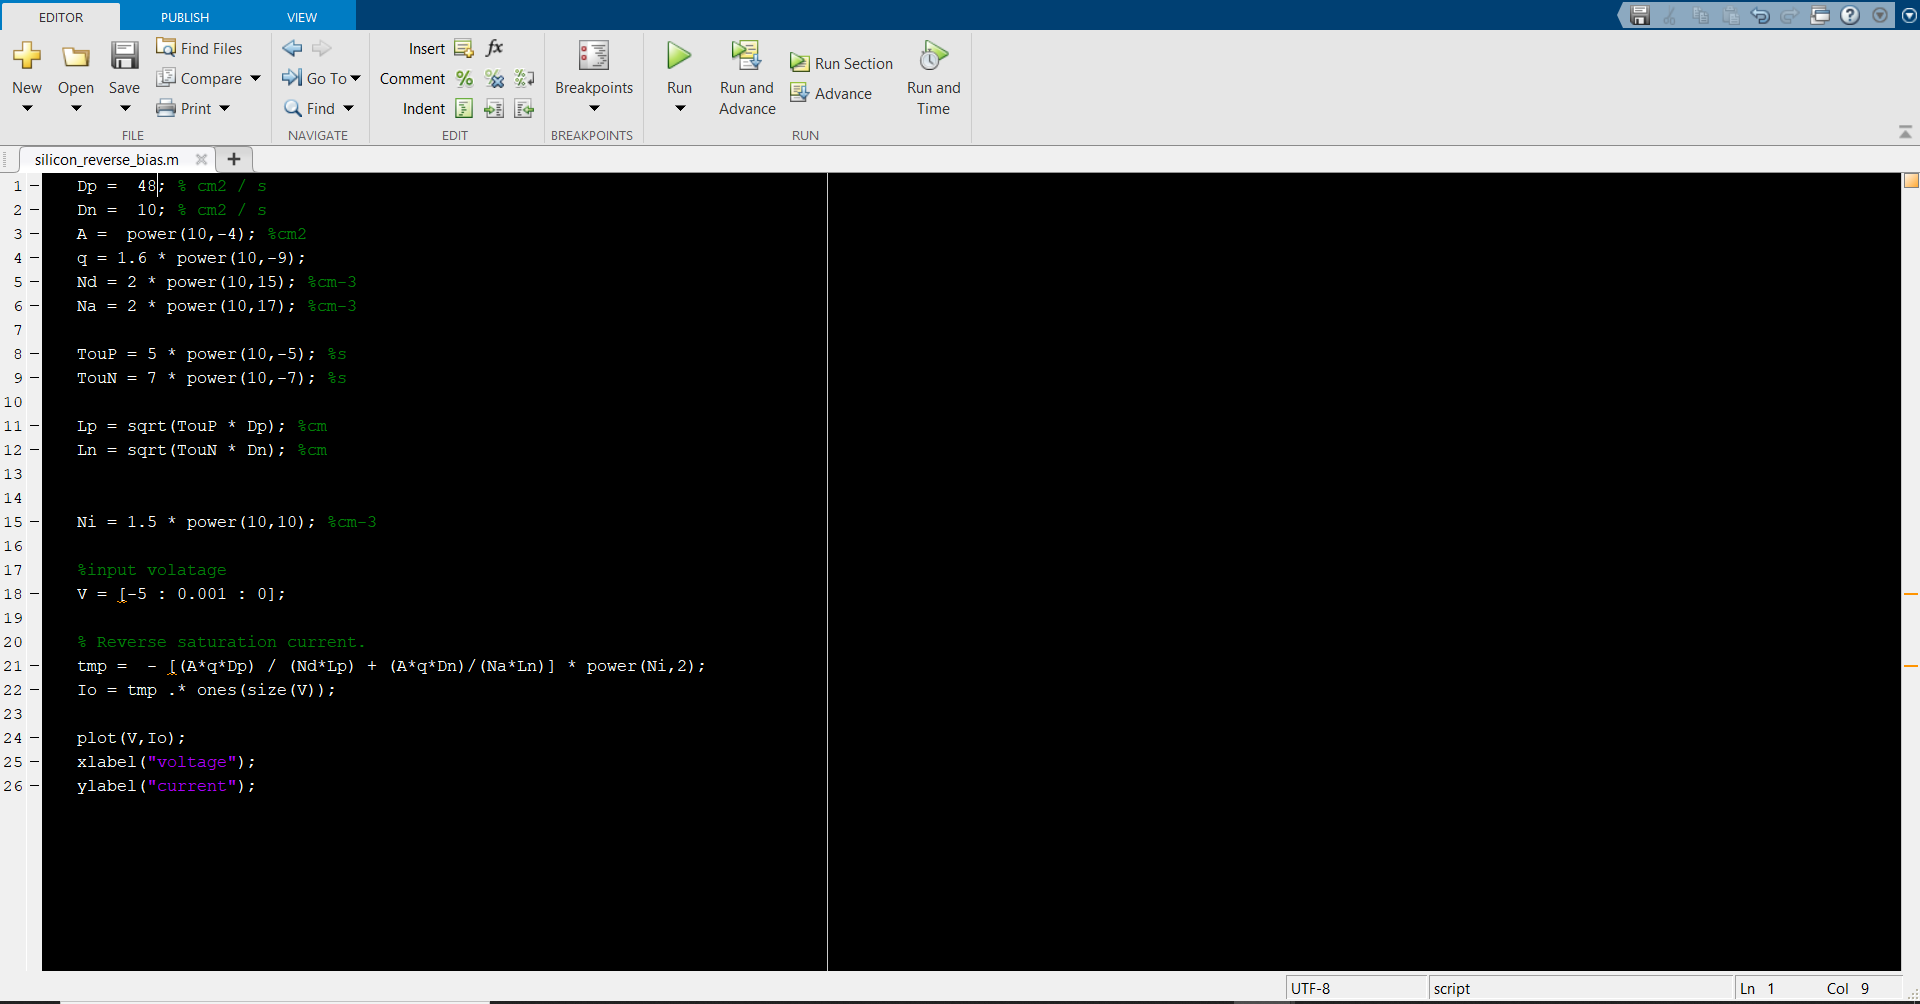 EDITOR PUBLISH VIEW
New Open Save Find Files Compare Print
Go To Find
Insert fx
Comment
Indent
Breakpoints
Run Run and Advance Run Section Advance Run and Time
FILE NAVIGATE EDIT BREAKPOINTS RUN
silicon_reverse_bias.m
1 Dp =  48; % cm2 / s
2 Dn =  10; % cm2 / s
3 A =  power(10,-4); %cm2
4 q = 1.6 * power(10,-9);
5 Nd = 2 * power(10,15); %cm-3
6 Na = 2 * power(10,17); %cm-3
7
8 TouP = 5 * power(10,-5); %s
9 TouN = 7 * power(10,-7); %s
10
11 Lp = sqrt(TouP * Dp); %cm
12 Ln = sqrt(TouN * Dn); %cm
13
14
15 Ni = 1.5 * power(10,10); %cm-3
16
17 %input volatage
18 V = [-5 : 0.001 : 0];
19
20 % Reverse saturation current.
21 tmp =  - [(A*q*Dp) / (Nd*Lp) + (A*q*Dn)/(Na*Ln)] * power(Ni,2);
22 Io = tmp .* ones(size(V));
23
24 plot(V,Io);
25 xlabel("voltage");
26 ylabel("current");
UTF-8 script Ln 1 Col 9